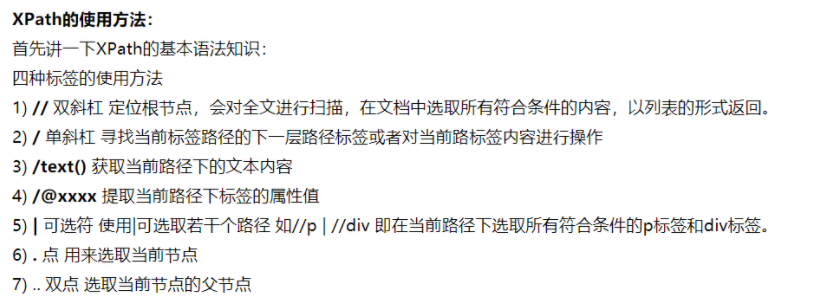 XPath的使用方法：
首先讲一下XPath的基本语法知识：
四种标签的使用方法
1) // 双斜杠 定位根节点，会对全文进行扫描，在文档中选取所有符合条件的内容，以列表的形式返回。
2) / 单斜杠 寻找当前标签路径的下一层路径标签或者对当前路标签内容进行操作
3) /text() 获取当前路径下的文本内容
4) /@xxxx 提取当前路径下标签的属性值
5) | 可选符 使用|可选取若干个路径 如//p | //div 即在当前路径下选取所有符合条件的p标签和div标签。
6) . 点 用来选取当前节点
7) .. 双点 选取当前节点的父节点